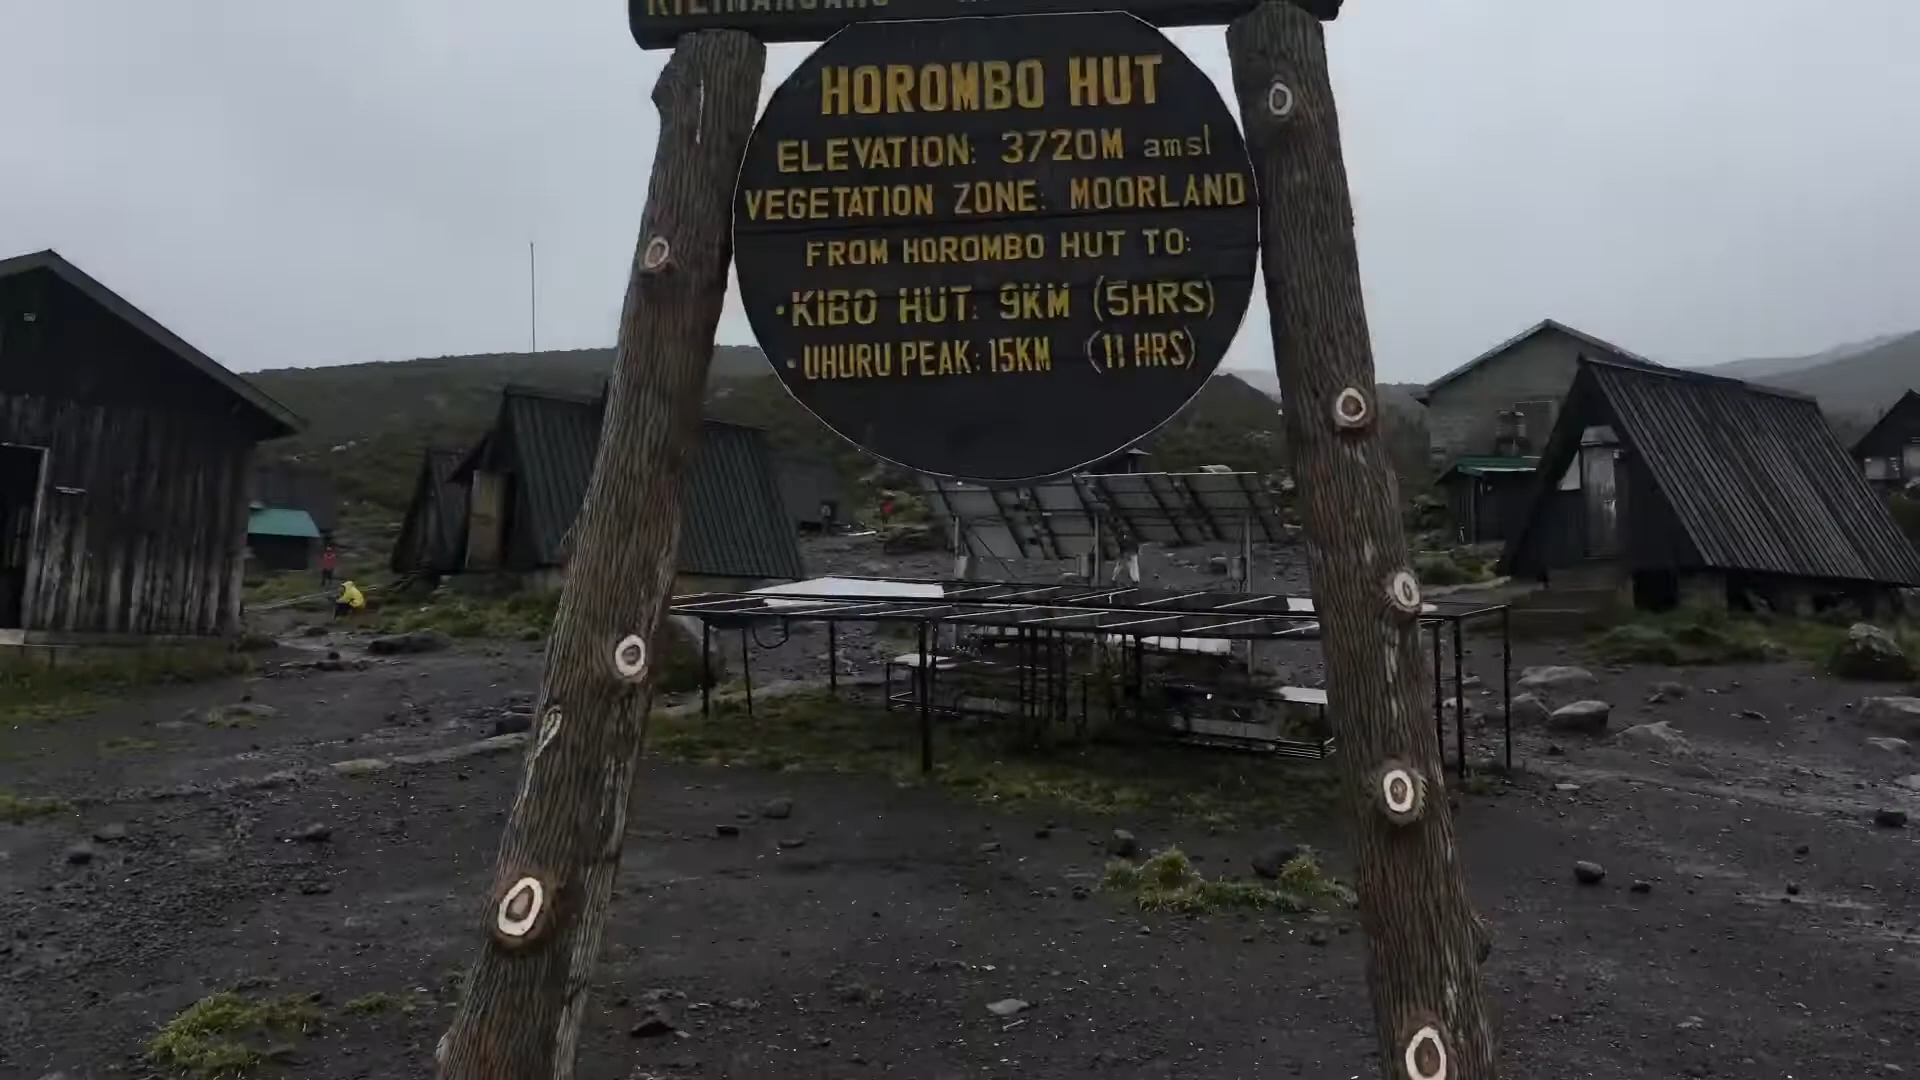 KILIMANJARO
HOROMBO HUT
ELEVATION: 3720M amsl
VEGETATION ZONE: MOORLAND
FROM HOROMBO HUT TO:
•KIBO HUT: 9KM (5HRS)
•UHURU PEAK: 15KM (11 HRS)